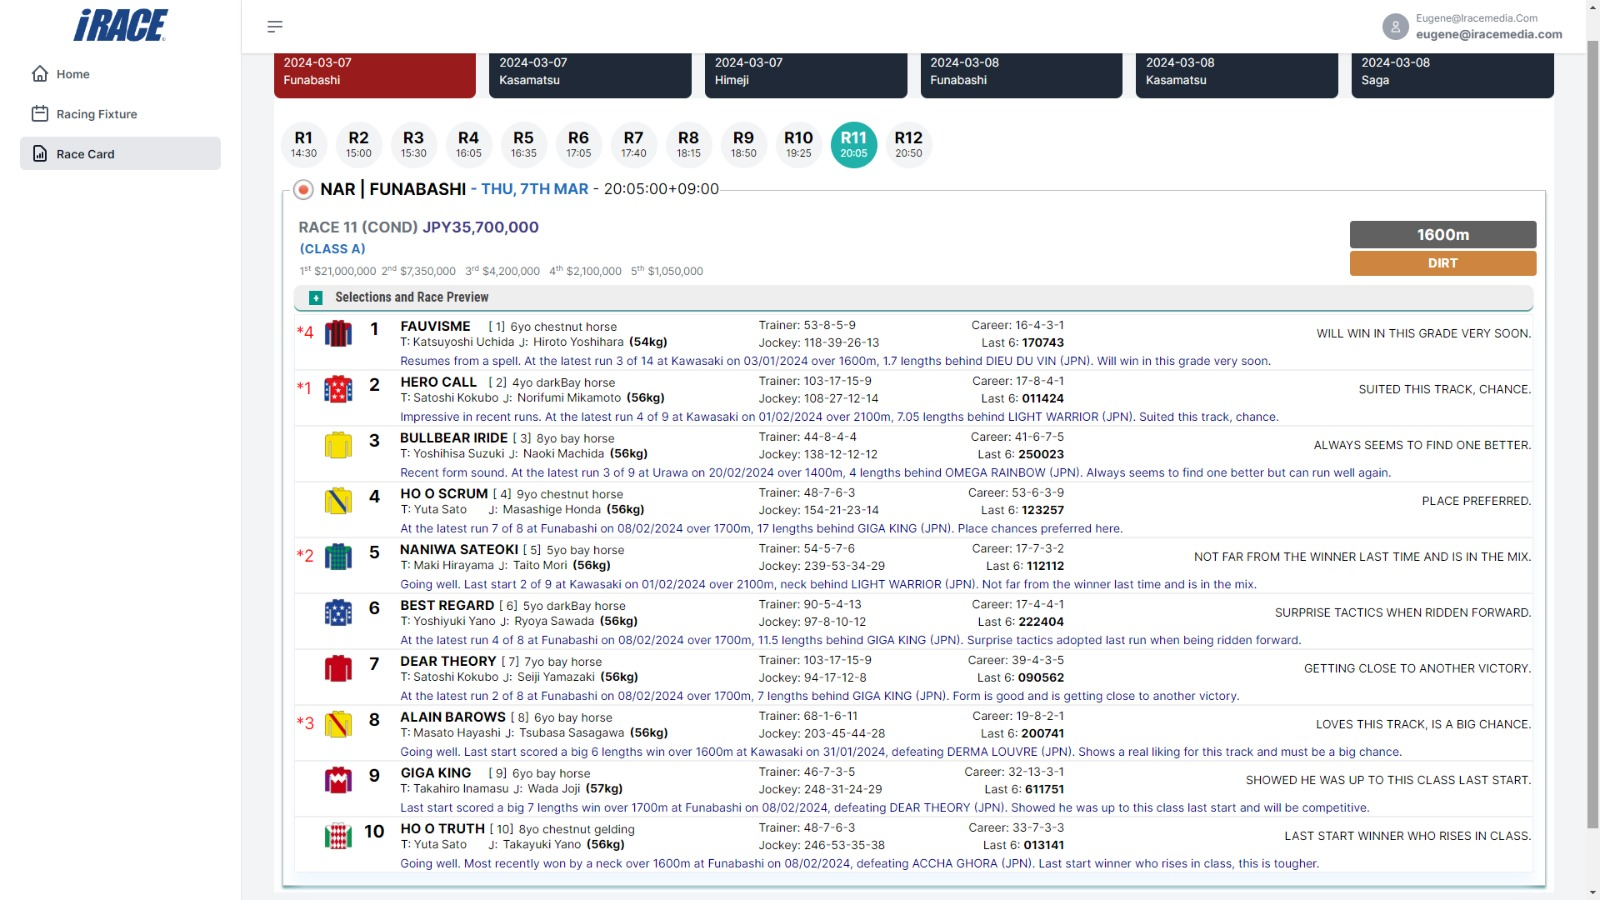 iRACE
Home
Racing Fixture
Race Card
Eugene@Iracemedia.Com
eugene@iracemedia.com
2024-03-07
Funabashi
2024-03-07
Kasamatsu
2024-03-07
Himeji
2024-03-08
Funabashi
2024-03-08
Kasamatsu
2024-03-08
Saga
R1
14:30
R2
15:00
R3
15:30
R4
16:05
R5
16:35
R6
17:05
R7
17:40
R8
18:15
R9
18:50
R10
19:25
R11
20:05
R12
20:50
NAR | FUNABASHI - THU, 7TH MAR - 20:05:00+09:00
RACE 11 (COND) JPY35,700,000
(CLASS A)
1st $21,000,000 2nd $7,350,000 3rd $4,200,000 4th $2,100,000 5th $1,050,000
1600m
DIRT
Selections and Race Preview
*4 1 FAUVISME [ 1] 6yo chestnut horse Trainer: 53-8-5-9 Career: 16-4-3-1 WILL WIN IN THIS GRADE VERY SOON.
T: Katsuyoshi Uchida J: Hiroto Yoshihara (54kg) Jockey: 118-39-26-13 Last 6: 170743
Resumes from a spell. At the latest run 3 of 14 at Kawasaki on 03/01/2024 over 1600m, 1.7 lengths behind DIEU DU VIN (JPN). Will win in this grade very soon.
*1 2 HERO CALL [ 2] 4yo darkBay horse Trainer: 103-17-15-9 Career: 17-8-4-1 SUITED THIS TRACK, CHANCE.
T: Satoshi Kokubo J: Norifumi Mikamoto (56kg) Jockey: 108-27-12-14 Last 6: 011424
Impressive in recent runs. At the latest run 4 of 9 at Kawasaki on 01/02/2024 over 2100m, 7.05 lengths behind LIGHT WARRIOR (JPN). Suited this track, chance.
3 BULLBEAR IRIDE [ 3] 8yo bay horse Trainer: 44-8-4-4 Career: 41-6-7-5 ALWAYS SEEMS TO FIND ONE BETTER.
T: Yoshihisa Suzuki J: Naoki Machida (56kg) Jockey: 138-12-12-12 Last 6: 250023
Recent form sound. At the latest run 3 of 9 at Urawa on 20/02/2024 over 1400m, 4 lengths behind OMEGA RAINBOW (JPN). Always seems to find one better but can run well again.
4 HO O SCRUM [ 4] 9yo chestnut horse Trainer: 48-7-6-3 Career: 53-6-3-9 PLACE PREFERRED.
T: Yuta Sato J: Masashige Honda (56kg) Jockey: 154-21-23-14 Last 6: 123257
At the latest run 7 of 8 at Funabashi on 08/02/2024 over 1700m, 17 lengths behind GIGA KING (JPN). Place chances preferred here.
*2 5 NANIWA SATEOKI [ 5] 5yo bay horse Trainer: 54-5-7-6 Career: 17-7-3-2 NOT FAR FROM THE WINNER LAST TIME AND IS IN THE MIX.
T: Maki Hirayama J: Taito Mori (56kg) Jockey: 239-53-34-29 Last 6: 112112
Going well. Last start 2 of 9 at Kawasaki on 01/02/2024 over 2100m, neck behind LIGHT WARRIOR (JPN). Not far from the winner last time and is in the mix.
6 BEST REGARD [ 6] 5yo darkBay horse Trainer: 90-5-4-13 Career: 17-4-4-1 SURPRISE TACTICS WHEN RIDDEN FORWARD.
T: Yoshiyuki Yano J: Ryoya Sawada (56kg) Jockey: 97-8-10-12 Last 6: 222404
At the latest run 4 of 8 at Funabashi on 08/02/2024 over 1700m, 11.5 lengths behind GIGA KING (JPN). Surprise tactics adopted last run when being ridden forward.
7 DEAR THEORY [ 7] 7yo bay horse Trainer: 103-17-15-9 Career: 39-4-3-5 GETTING CLOSE TO ANOTHER VICTORY.
T: Satoshi Kokubo J: Seiji Yamazaki (56kg) Jockey: 94-17-12-8 Last 6: 090562
At the latest run 2 of 8 at Funabashi on 08/02/2024 over 1700m, 7 lengths behind GIGA KING (JPN). Form is good and is getting close to another victory.
*3 8 ALAIN BAROWS [ 8] 6yo bay horse Trainer: 68-1-6-11 Career: 19-8-2-1 LOVES THIS TRACK, IS A BIG CHANCE.
T: Masato Hayashi J: Tsubasa Sasagawa (56kg) Jockey: 203-45-44-28 Last 6: 200741
Going well. Last start scored a big 6 lengths win over 1600m at Kawasaki on 31/01/2024, defeating DERMA LOUVRE (JPN). Shows a real liking for this track and must be a big chance.
9 GIGA KING [ 9] 6yo bay horse Trainer: 46-7-3-5 Career: 32-13-3-1 SHOWED HE WAS UP TO THIS CLASS LAST START.
T: Takahiro Inamasu J: Wada Joji (57kg) Jockey: 248-31-24-29 Last 6: 611751
Last start scored a big 7 lengths win over 1700m at Funabashi on 08/02/2024, defeating DEAR THEORY (JPN). Showed he was up to this class last start and will be competitive.
10 HO O TRUTH [ 10] 8yo chestnut gelding Trainer: 48-7-6-3 Career: 33-7-3-3 LAST START WINNER WHO RISES IN CLASS.
T: Yuta Sato J: Takayuki Yano (56kg) Jockey: 246-53-35-38 Last 6: 013141
Going well. Most recently won by a neck over 1600m at Funabashi on 08/02/2024, defeating ACCHA GHORA (JPN). Last start winner who rises in class, this is tougher.